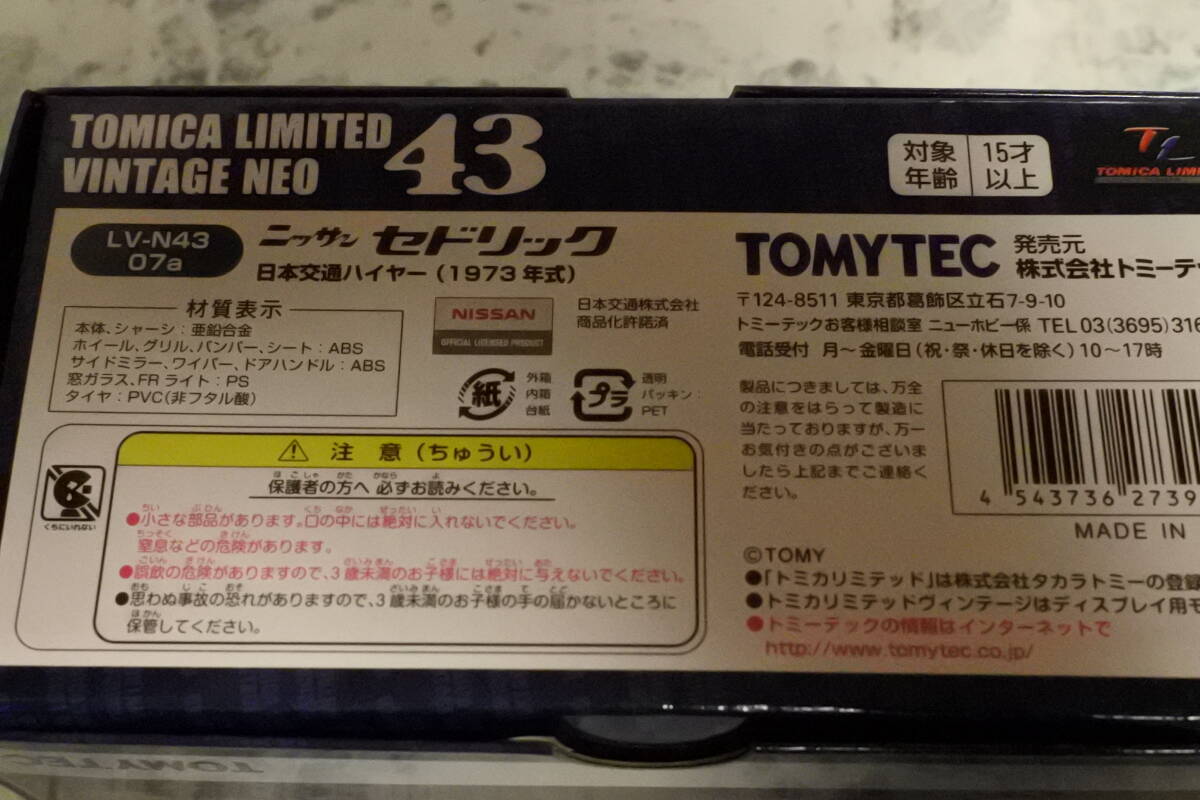 TOMICA LIMITED
VINTAGE NEO
43
対象年齢 15才以上
TOMICA LIMI
LV-N43
07a
ニッサン セドリック
日本交通ハイヤー（1973年式）
材質表示
本体、シャーシ：亜鉛合金
ホイール、グリル、バンパー、シート：ABS
サイドミラー、ワイパー、ドアハンドル：ABS
窓ガラス、FRライト：PS
タイヤ：PVC（非フタル酸）
NISSAN
OFFICIAL LICENSED PRODUCT
日本交通株式会社
商品化許諾済
紙
外箱
内箱
台紙
プラ
透明
パッキン：
PET
くちにいれない
注 意（ちゅうい）
保護者の方へ 必ずお読みください。
●小さな部品があります。口の中には絶対に入れないでください。
窒息などの危険があります。
●誤飲の危険がありますので、3歳未満のお子様には絶対に与えないでください。
●思わぬ事故の恐れがありますので、3歳未満のお子様の手の届かないところに
保管してください。
TOMYTEC
発売元
株式会社トミーテッ
〒124-8511 東京都葛飾区立石7-9-10
トミーテックお客様相談室 ニューホビー係 TEL 03(3695)316
電話受付 月～金曜日（祝・祭・休日を除く）10～17時
製品につきましては、万全
の注意をはらって製造に
当たっておりますが、万一
お気付きの点がございま
したら上記までご連絡く
ださい。
4 543736 2739
MADE IN
©TOMY
●「トミカリミテッド」は株式会社タカラトミーの登録
●トミカリミテッドヴィンテージはディスプレイ用モ
●トミーテックの情報はインターネットで
http://www.tomytec.co.jp/
TOMYTEC